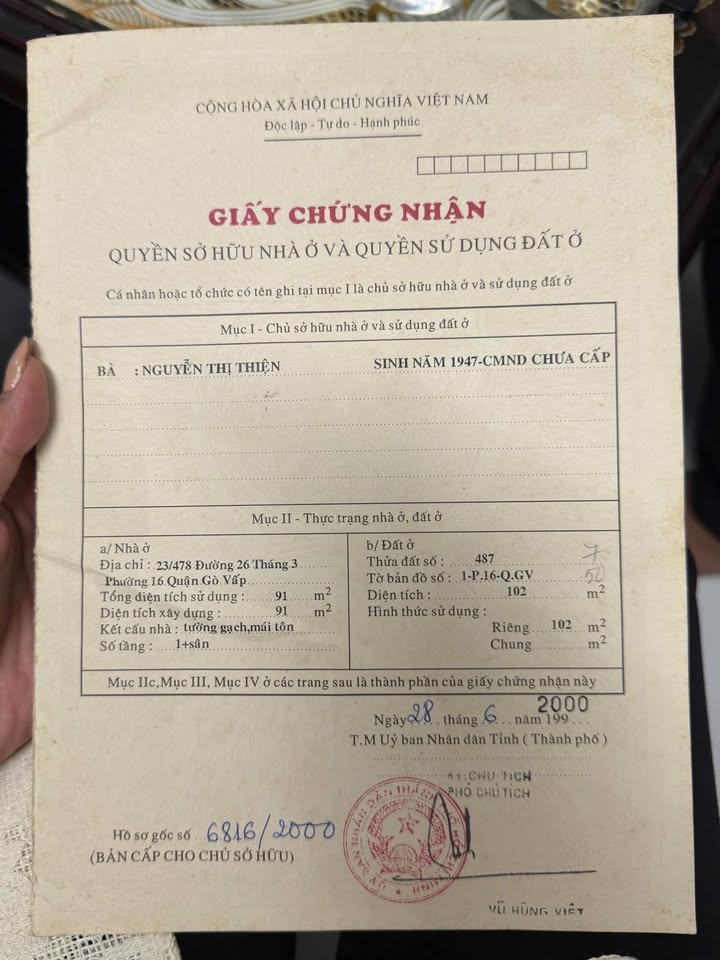 CỘNG HÒA XÃ HỘI CHỦ NGHĨA VIỆT NAM
Độc lập - Tự do - Hạnh phúc
GIẤY CHỨNG NHẬN
QUYỀN SỞ HỮU NHÀ Ở VÀ QUYỀN SỬ DỤNG ĐẤT Ở
Cá nhân hoặc tổ chức có tên ghi tại mục I là chủ sở hữu nhà ở và sử dụng đất ở
Mục I - Chủ sở hữu nhà ở và sử dụng đất ở
BÀ : NGUYỄN THỊ THIỆN SINH NĂM 1947-CMND CHƯA CẤP
Mục II - Thực trạng nhà ở, đất ở
a/ Nhà ở
Địa chỉ : 23/478 Đường 26 Tháng 3
Phường 16 Quận Gò Vấp
Tổng diện tích sử dụng : 91 m2
Diện tích xây dựng : 91 m2
Kết cấu nhà : tường gạch,mái tôn
Số tầng : 1+sân
b/ Đất ở
Thửa đất số : 487 7
Tờ bản đồ số : 1-P.16-Q.GV 50
Diện tích : 102 m2
Hình thức sử dụng :
Riêng 102 m2
Chung m2
Mục IIc,Mục III, Mục IV ở các trang sau là thành phần của giấy chứng nhận này
Ngày 28 tháng 6 năm 199 2000
T.M Uỷ ban Nhân dân Tỉnh ( Thành phố )
KT.CHỦ TỊCH
PHÓ CHỦ TỊCH
ỦY BAN NHÂN DÂN THÀNH PHỐ HỒ CHÍ MINH
Hồ sơ gốc số 6816/2000
(BẢN CẤP CHO CHỦ SỞ HỮU)
VŨ HÙNG VIỆT